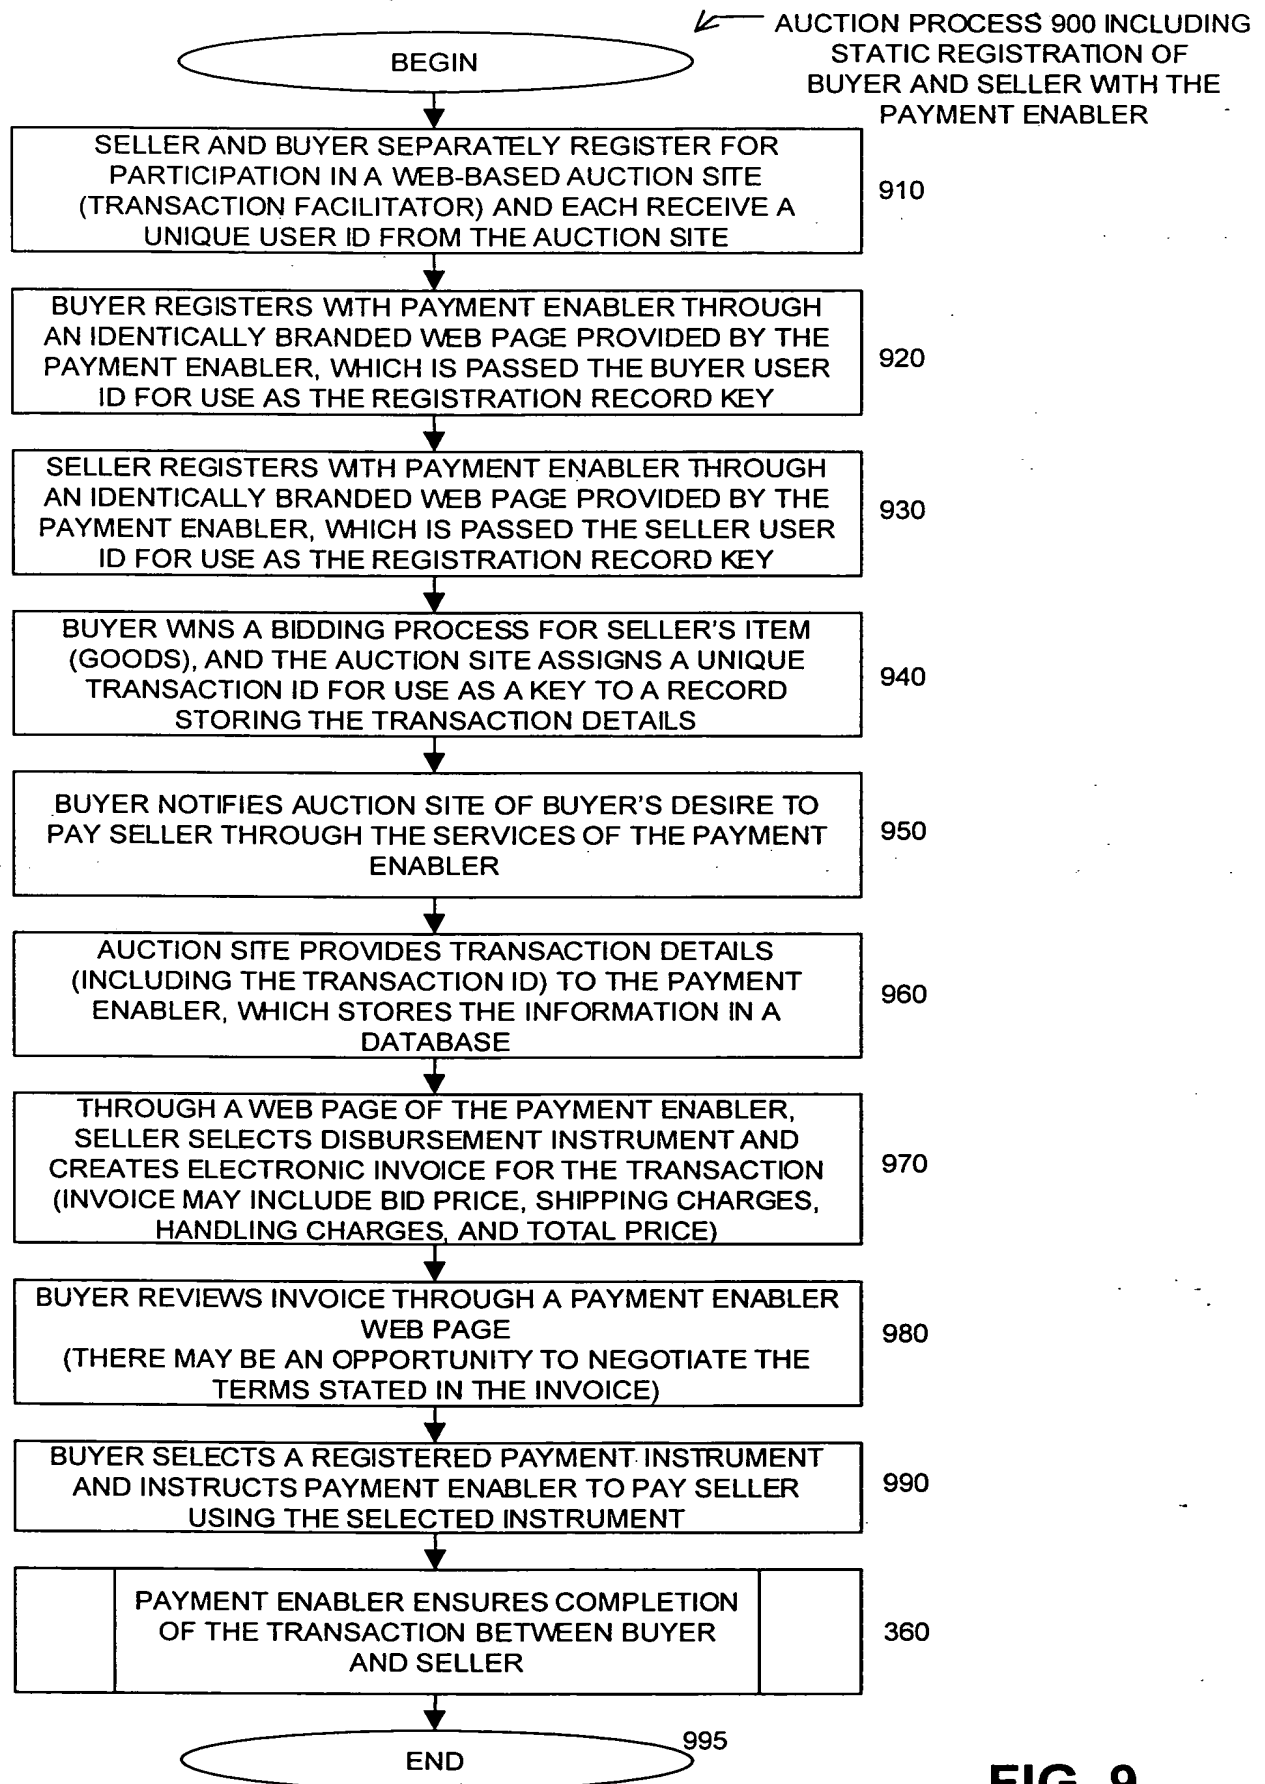 AUCTION PROCESS 900 INCLUDING
STATIC REGISTRATION OF
BUYER AND SELLER WITH THE
PAYMENT ENABLER
BEGIN
SELLER AND BUYER SEPARATELY REGISTER FOR
PARTICIPATION IN A WEB-BASED AUCTION SITE
(TRANSACTION FACILITATOR) AND EACH RECEIVE A
UNIQUE USER ID FROM THE AUCTION SITE
910
BUYER REGISTERS WITH PAYMENT ENABLER THROUGH
AN IDENTICALLY BRANDED WEB PAGE PROVIDED BY THE
PAYMENT ENABLER, WHICH IS PASSED THE BUYER USER
ID FOR USE AS THE REGISTRATION RECORD KEY
920
SELLER REGISTERS WITH PAYMENT ENABLER THROUGH
AN IDENTICALLY BRANDED WEB PAGE PROVIDED BY THE
PAYMENT ENABLER, WHICH IS PASSED THE SELLER USER
ID FOR USE AS THE REGISTRATION RECORD KEY
930
BUYER WINS A BIDDING PROCESS FOR SELLER'S ITEM
(GOODS), AND THE AUCTION SITE ASSIGNS A UNIQUE
TRANSACTION ID FOR USE AS A KEY TO A RECORD
STORING THE TRANSACTION DETAILS
940
BUYER NOTIFIES AUCTION SITE OF BUYER'S DESIRE TO
PAY SELLER THROUGH THE SERVICES OF THE PAYMENT
ENABLER
950
AUCTION SITE PROVIDES TRANSACTION DETAILS
(INCLUDING THE TRANSACTION ID) TO THE PAYMENT
ENABLER, WHICH STORES THE INFORMATION IN A
DATABASE
960
THROUGH A WEB PAGE OF THE PAYMENT ENABLER,
SELLER SELECTS DISBURSEMENT INSTRUMENT AND
CREATES ELECTRONIC INVOICE FOR THE TRANSACTION
(INVOICE MAY INCLUDE BID PRICE, SHIPPING CHARGES,
HANDLING CHARGES, AND TOTAL PRICE)
970
BUYER REVIEWS INVOICE THROUGH A PAYMENT ENABLER
WEB PAGE
(THERE MAY BE AN OPPORTUNITY TO NEGOTIATE THE
TERMS STATED IN THE INVOICE)
980
BUYER SELECTS A REGISTERED PAYMENT INSTRUMENT
AND INSTRUCTS PAYMENT ENABLER TO PAY SELLER
USING THE SELECTED INSTRUMENT
990
PAYMENT ENABLER ENSURES COMPLETION
OF THE TRANSACTION BETWEEN BUYER
AND SELLER
360
END
995
FIG. 9